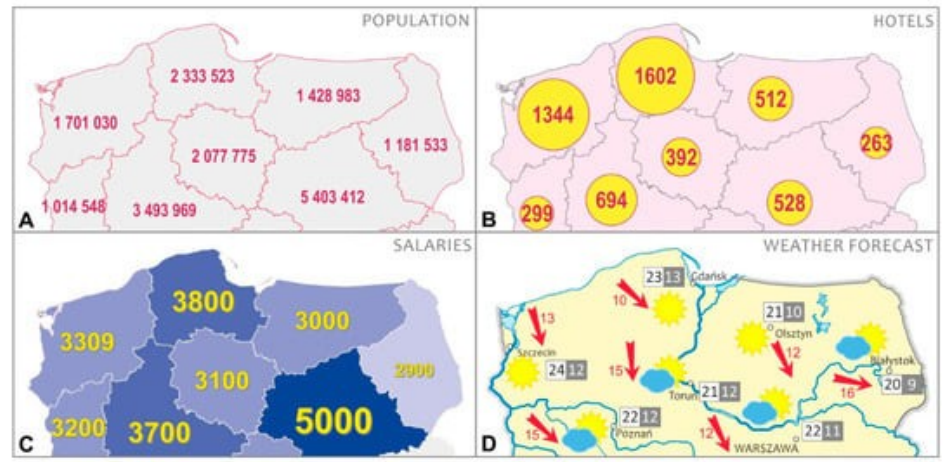 POPULATION
2 333 523
1 428 983
1 701 030
1 181 533
2 077 775
5 403 412
1 014 548
3 493 969
A
HOTELS
1602
1344
512
263
392
694
528
299
B
SALARIES
3800
3000
3309
3100
2900
5000
3200
3700
C
WEATHER FORECAST
23 13
Gdańsk
10
21 10
Olsztyn
13
12
Szczecin
Białystok
15
24 12
20 9
16
Toruń
21 12
22 12
Poznań
15
12
22 11
WARSZAWA
D